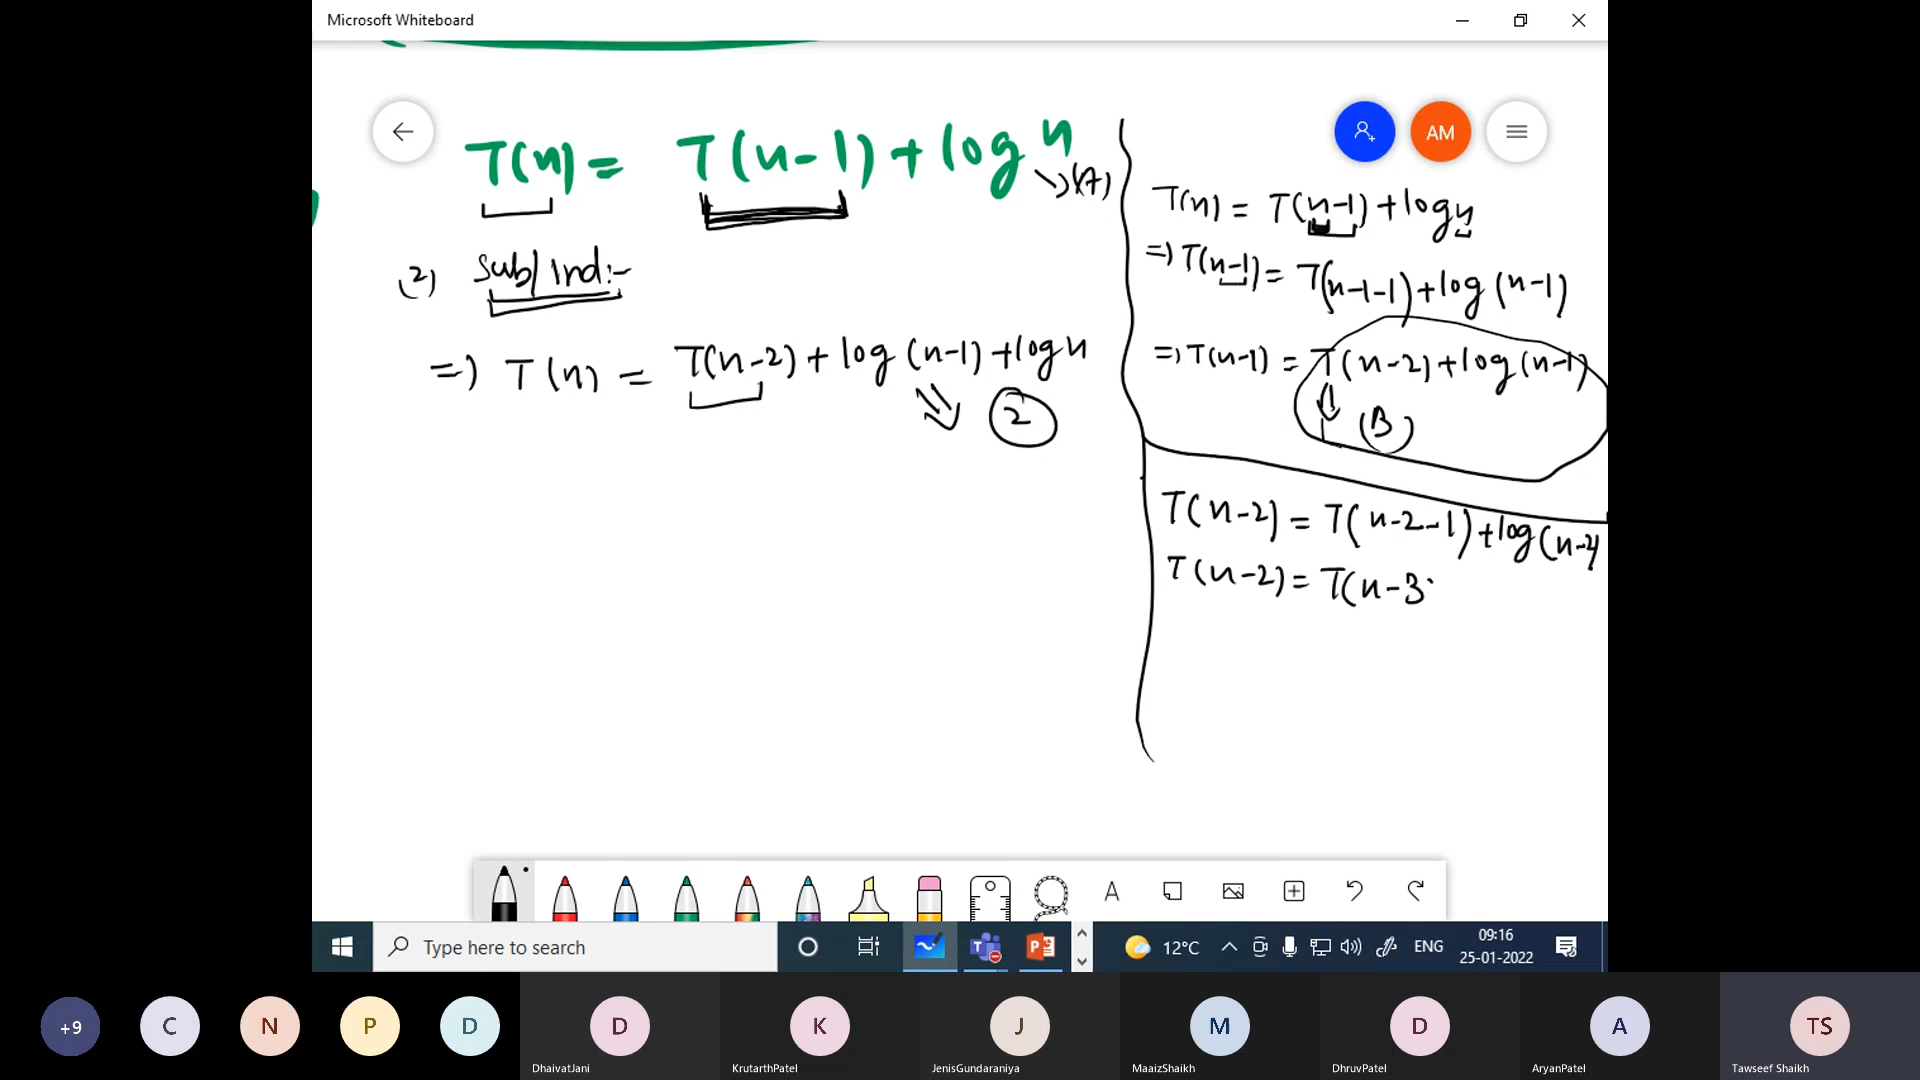 Microsoft Whiteboard
AM
T(n) = T(n-1) + log n
(A)
(2) Sub/Ind:-
=) T(n) = T(n-2) + log (n-1) + log n
2
T(n) = T(n-1) + log n
=) T(n-1) = T(n-1-1) + log (n-1)
=) T(n-1) = T(n-2) + log (n-1)
(B)
T(n-2) = T(n-2-1) + log (n-2)
T(n-2) = T(n-3
A
Type here to search
12°C
ENG
09:16
25-01-2022
+9
C
N
P
D
D
DhaivatJani
K
KrutarthPatel
J
JenisGundaraniya
M
MaaizShaikh
D
DhruvPatel
A
AryanPatel
TS
Tawseef Shaikh